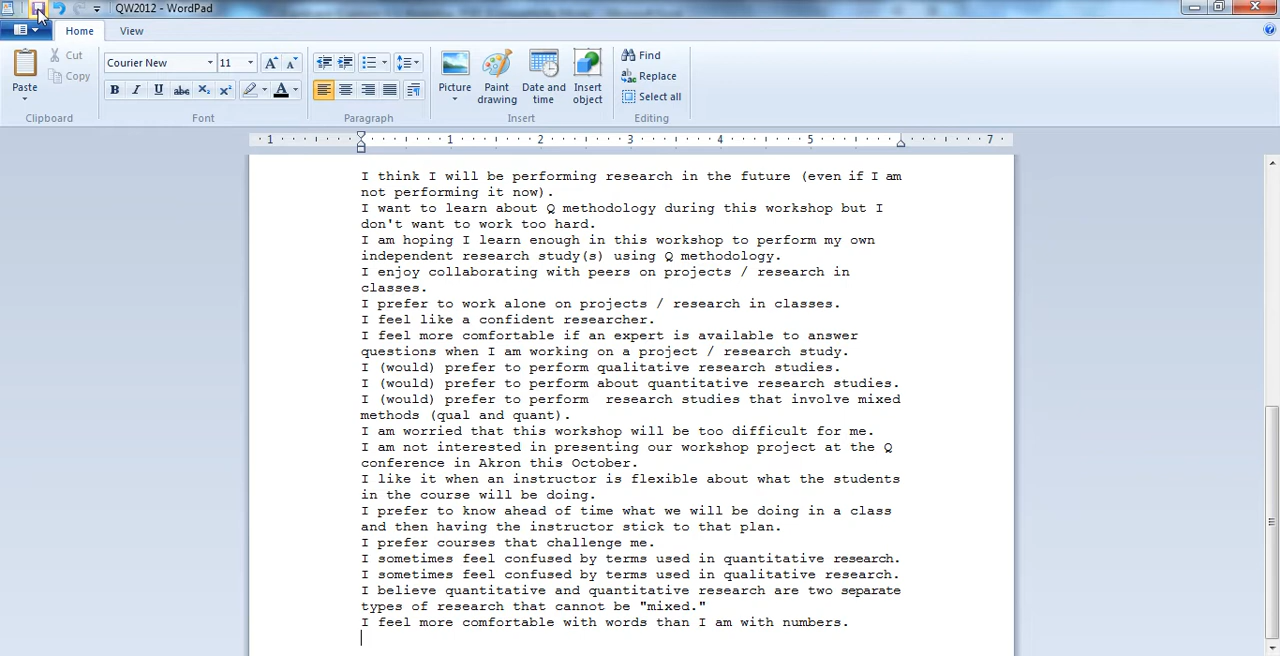 QW2012 - WordPad
Home View
Cut
Courier New 11
Find
Copy
Replace
Paste
Picture Paint drawing Date and time Insert object
Select all
B I U abc X₂ X² A
Clipboard Font Paragraph Insert Editing
1 1 2 3 4 5 7
I think I will be performing research in the future (even if I am
not performing it now).
I want to learn about Q methodology during this workshop but I
don't want to work too hard.
I am hoping I learn enough in this workshop to perform my own
independent research study(s) using Q methodology.
I enjoy collaborating with peers on projects / research in
classes.
I prefer to work alone on projects / research in classes.
I feel like a confident researcher.
I feel more comfortable if an expert is available to answer
questions when I am working on a project / research study.
I (would) prefer to perform qualitative research studies.
I (would) prefer to perform about quantitative research studies.
I (would) prefer to perform  research studies that involve mixed
methods (qual and quant).
I am worried that this workshop will be too difficult for me.
I am not interested in presenting our workshop project at the Q
conference in Akron this October.
I like it when an instructor is flexible about what the students
in the course will be doing.
I prefer to know ahead of time what we will be doing in a class
and then having the instructor stick to that plan.
I prefer courses that challenge me.
I sometimes feel confused by terms used in quantitative research.
I sometimes feel confused by terms used in qualitative research.
I believe quantitative and quantitative research are two separate
types of research that cannot be "mixed."
I feel more comfortable with words than I am with numbers.